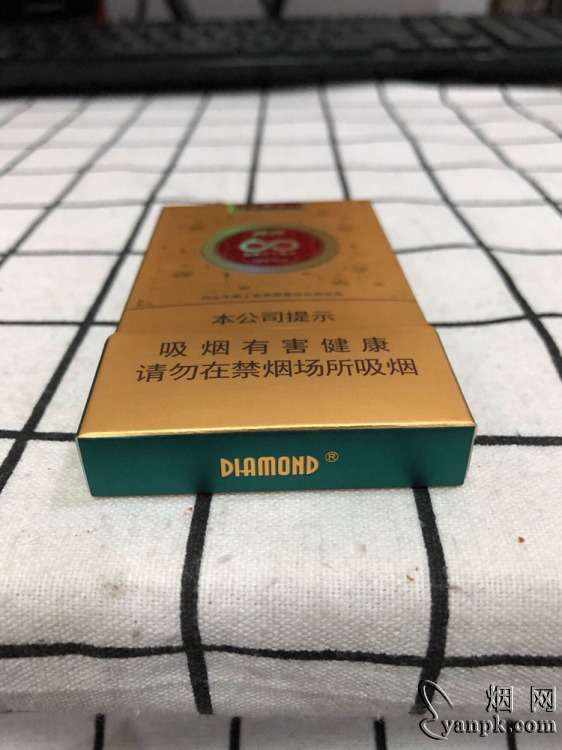 本公司提示
吸烟有害健康
请勿在禁烟场所吸烟
DIAMOND®
烟网
yanpk.com